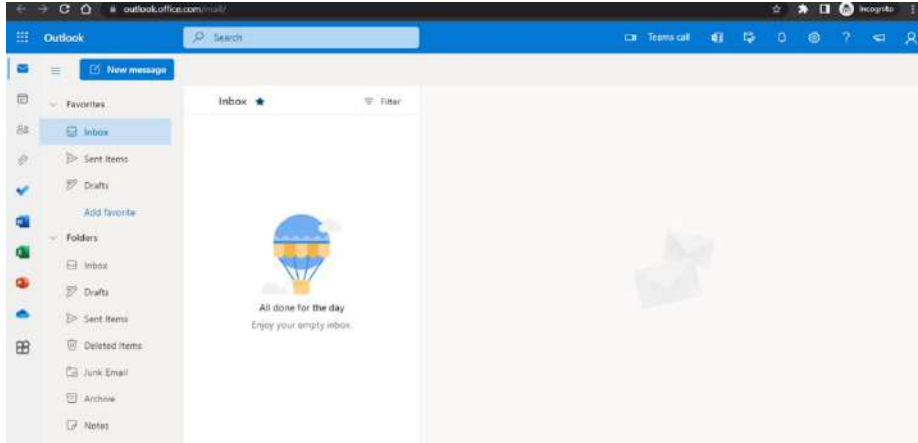 outlook.office.com/mail/
Incognito
Outlook
Search
Teams call
New message
Favorites
Inbox
Sent Items
Drafts
Add favorite
Folders
Inbox
Drafts
Sent Items
Deleted Items
Junk Email
Archive
Notes
Inbox
Filter
All done for the day
Enjoy your empty inbox.